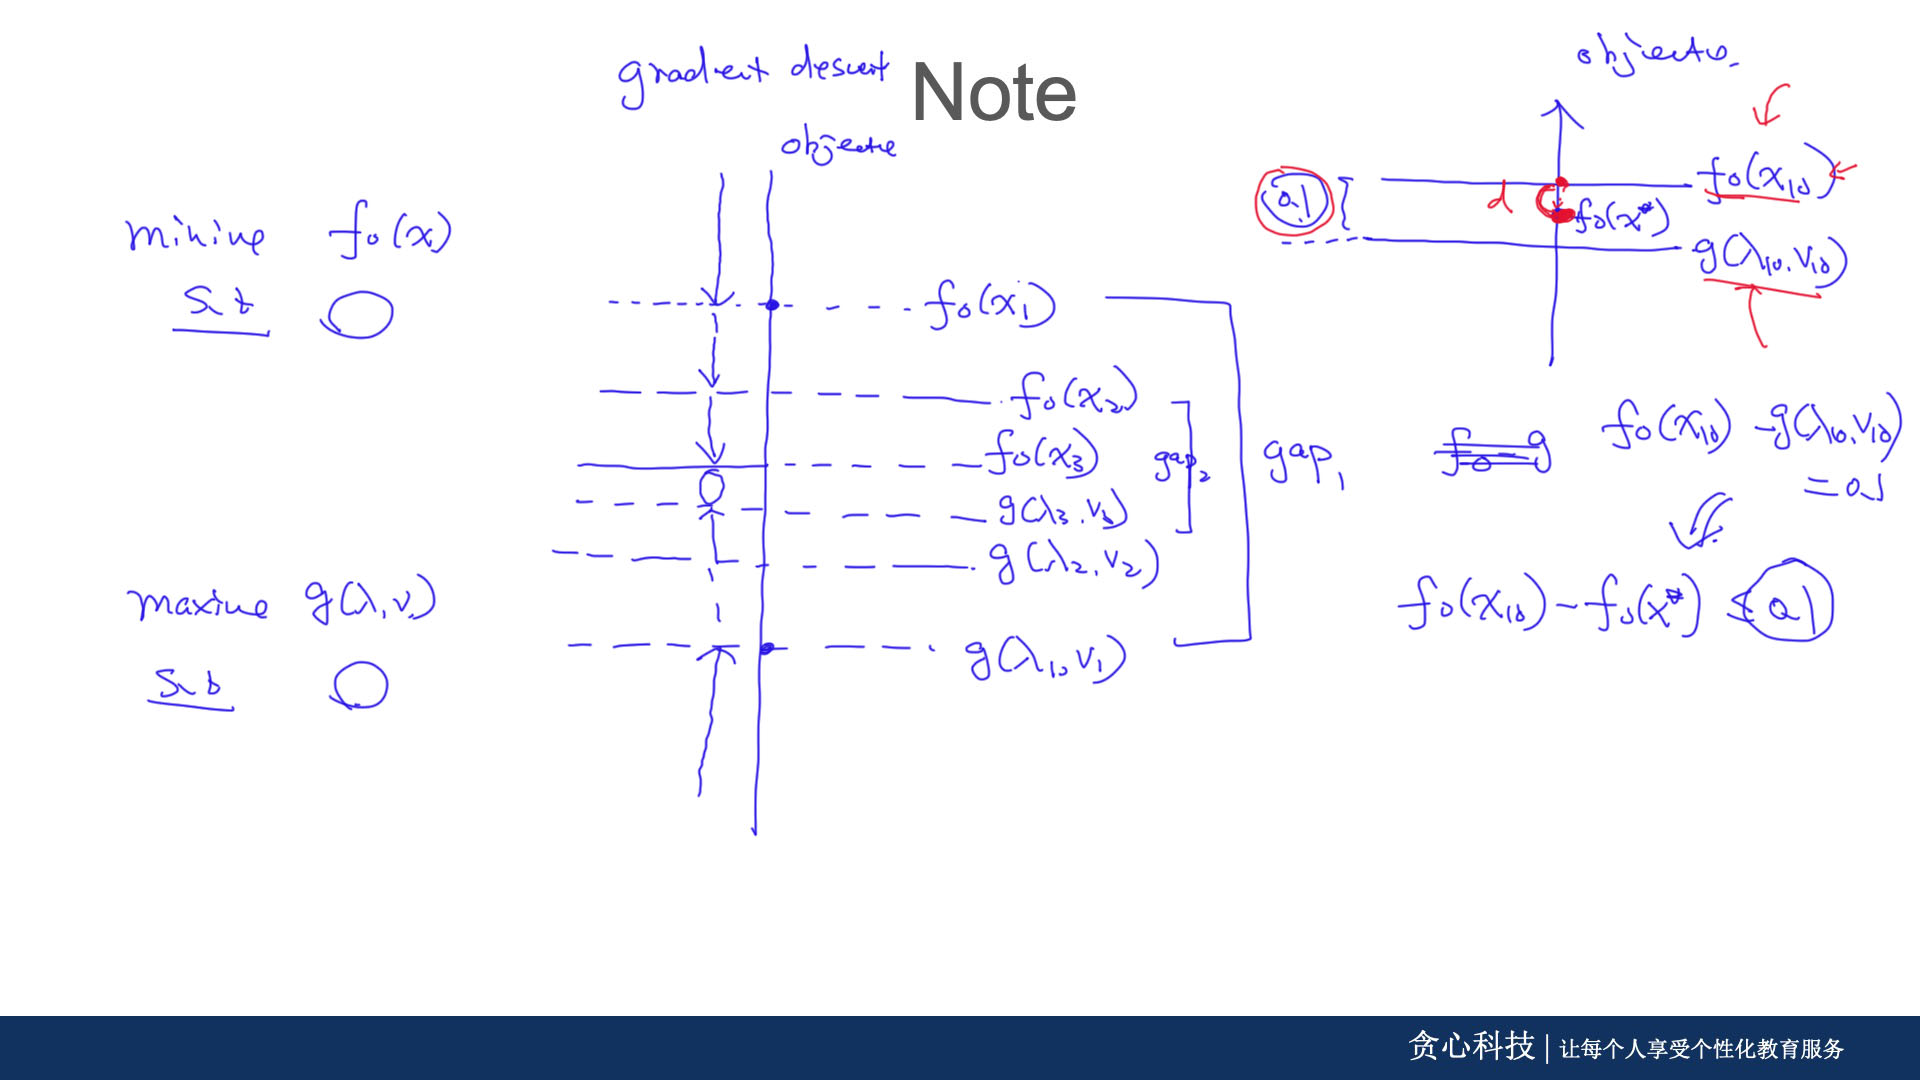 gradient descent
Note
objective
minimize f₀(x)
s.t
f₀(x₁)
f₀(x₂)
f₀(x₃)
g(λ₃,v₃)
g(λ₂,v₂)
g(λ₁,v₁)
gap₂
gap₁
maximize g(λ,v)
s.t
objective
0.1
d
f₀(x₁₀)
f₀(x*)
g(λ₁₀,v₁₀)
f₀ - g
f₀(x₁₀) - g(λ₁₀,v₁₀)
= 0.1
f₀(x₁₀) - f₀(x*) ≤ 0.1
贪心科技 | 让每个人享受个性化教育服务